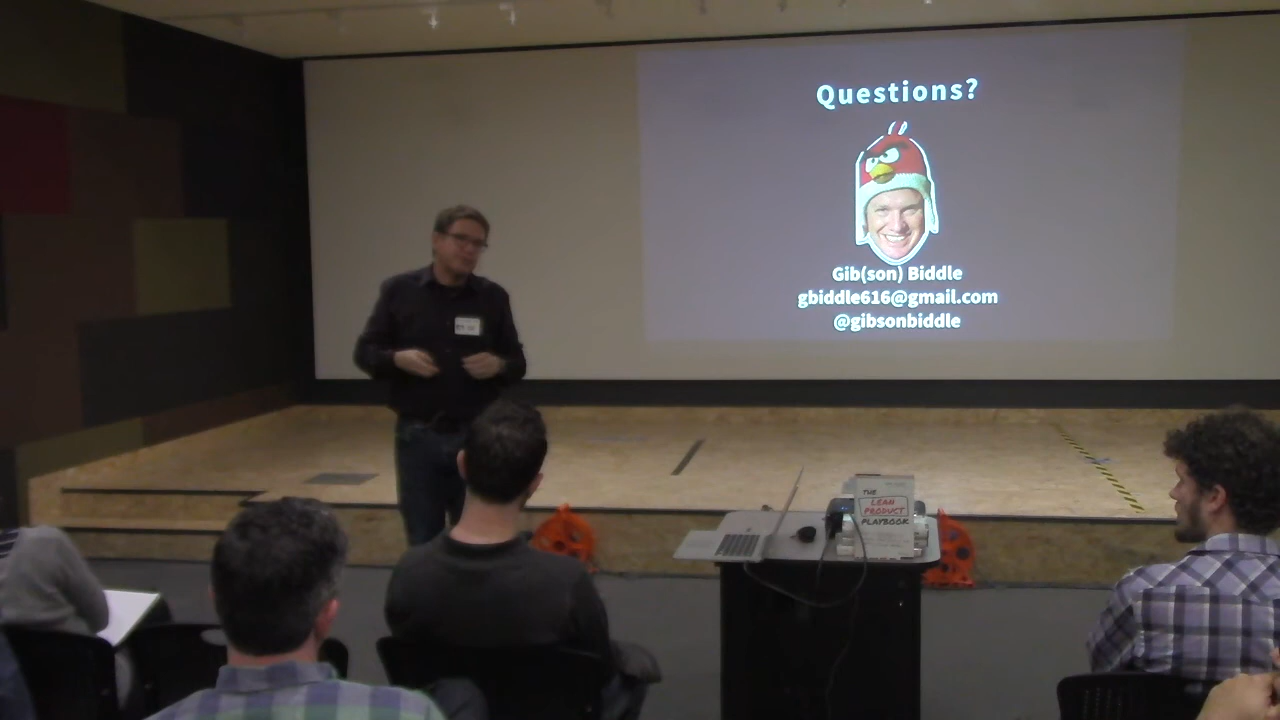 Questions?
Gib(son) Biddle
gbiddle616@gmail.com
@gibsonbiddle
THE
LEAN
PRODUCT
PLAYBOOK